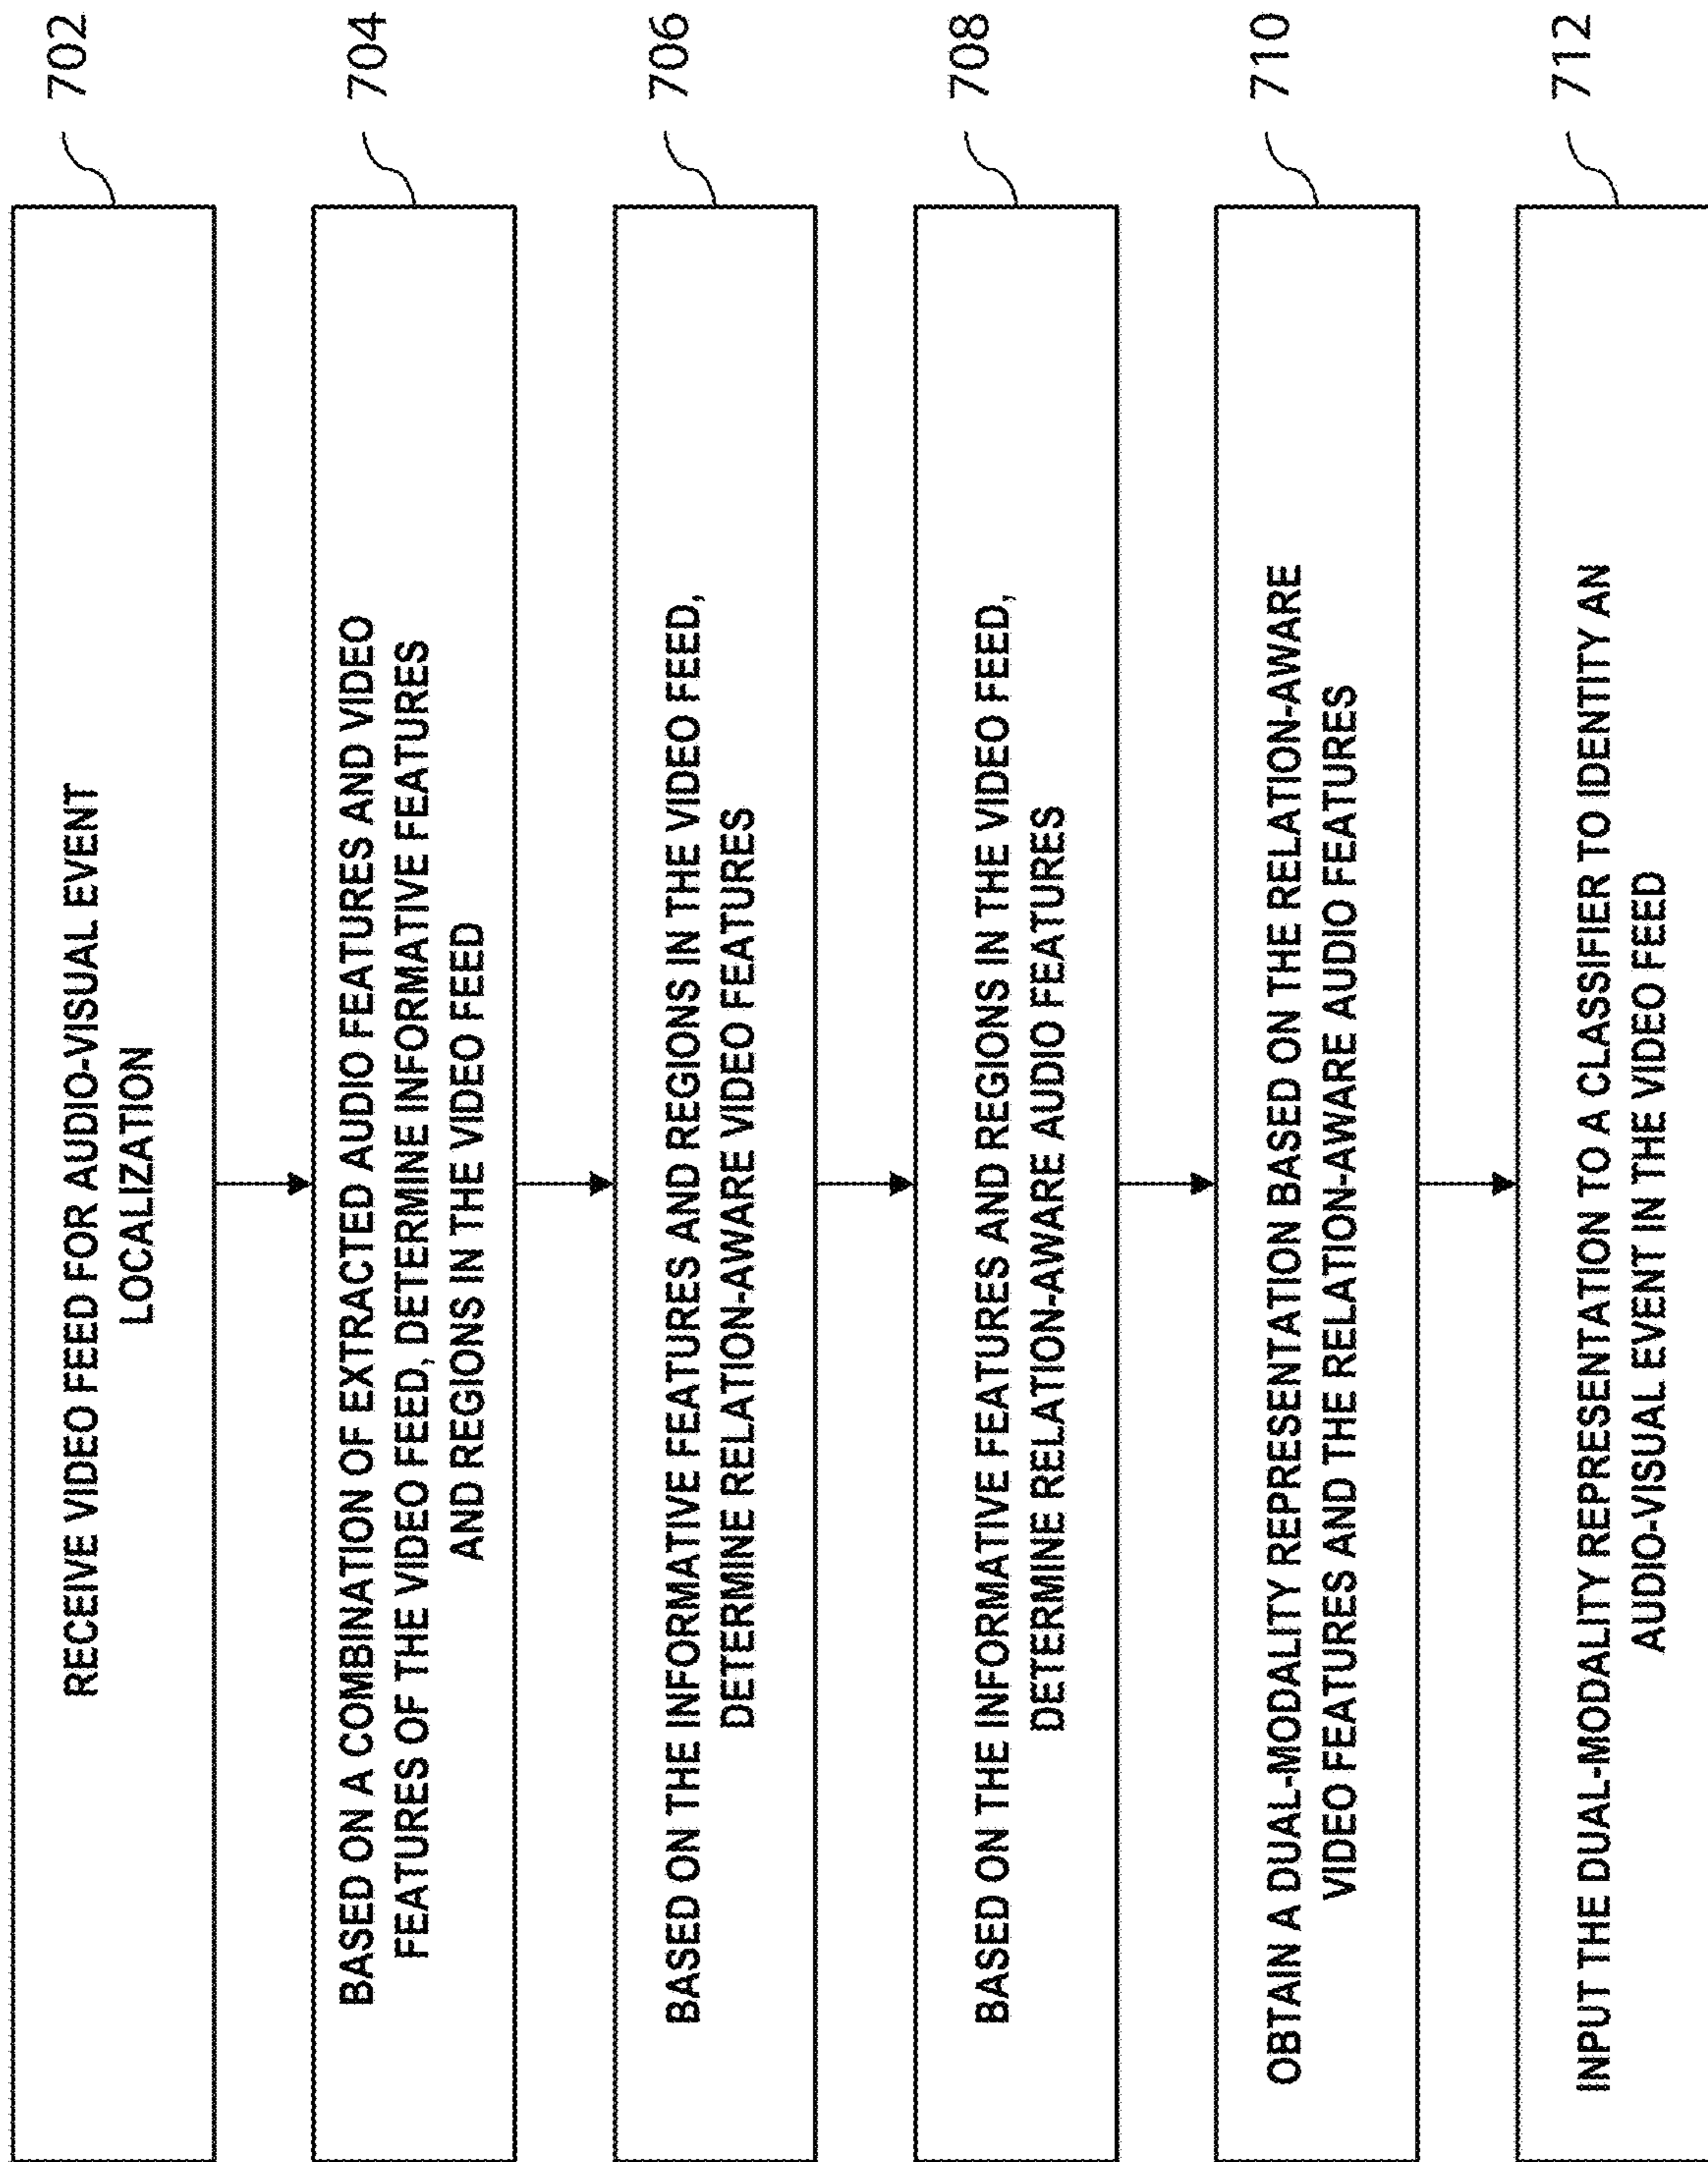 702
RECEIVE VIDEO FEED FOR AUDIO-VISUAL EVENT
LOCALIZATION
704
BASED ON A COMBINATION OF EXTRACTED AUDIO FEATURES AND VIDEO
FEATURES OF THE VIDEO FEED, DETERMINE INFORMATIVE FEATURES
AND REGIONS IN THE VIDEO FEED
706
BASED ON THE INFORMATIVE FEATURES AND REGIONS IN THE VIDEO FEED,
DETERMINE RELATION-AWARE VIDEO FEATURES
708
BASED ON THE INFORMATIVE FEATURES AND REGIONS IN THE VIDEO FEED,
DETERMINE RELATION-AWARE AUDIO FEATURES
710
OBTAIN A DUAL-MODALITY REPRESENTATION BASED ON THE RELATION-AWARE
VIDEO FEATURES AND THE RELATION-AWARE AUDIO FEATURES
712
INPUT THE DUAL-MODALITY REPRESENTATION TO A CLASSIFIER TO IDENTITY AN
AUDIO-VISUAL EVENT IN THE VIDEO FEED